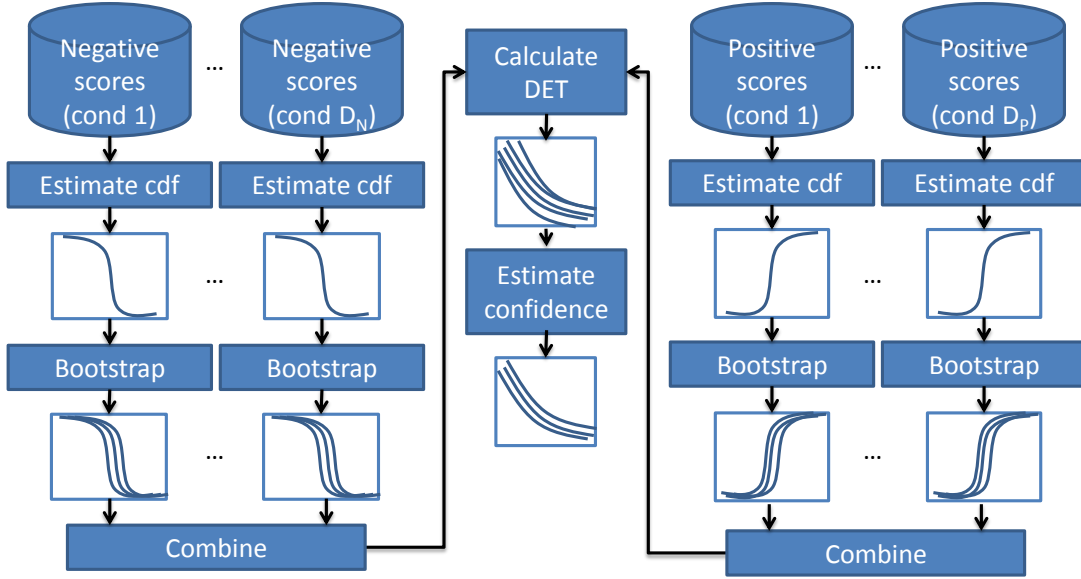 Negative
scores
(cond 1)
...
Negative
scores
(cond D_N)
Estimate cdf
Estimate cdf
...
Bootstrap
Bootstrap
...
Combine
Calculate
DET
Estimate
confidence
Positive
scores
(cond 1)
...
Positive
scores
(cond D_P)
Estimate cdf
Estimate cdf
...
Bootstrap
Bootstrap
...
Combine